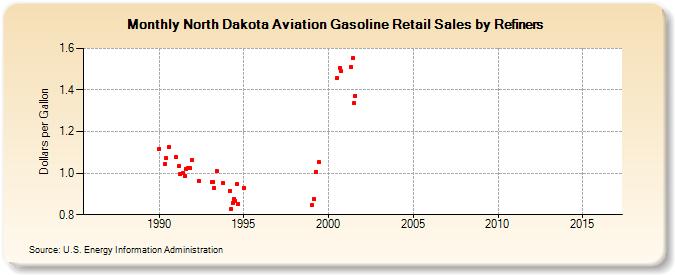 Monthly North Dakota Aviation Gasoline Retail Sales by Refiners
Dollars per Gallon
1.6
1.4
1.2
1.0
0.8
1990 1995 2000 2005 2010 2015
Source: U.S. Energy Information Administration